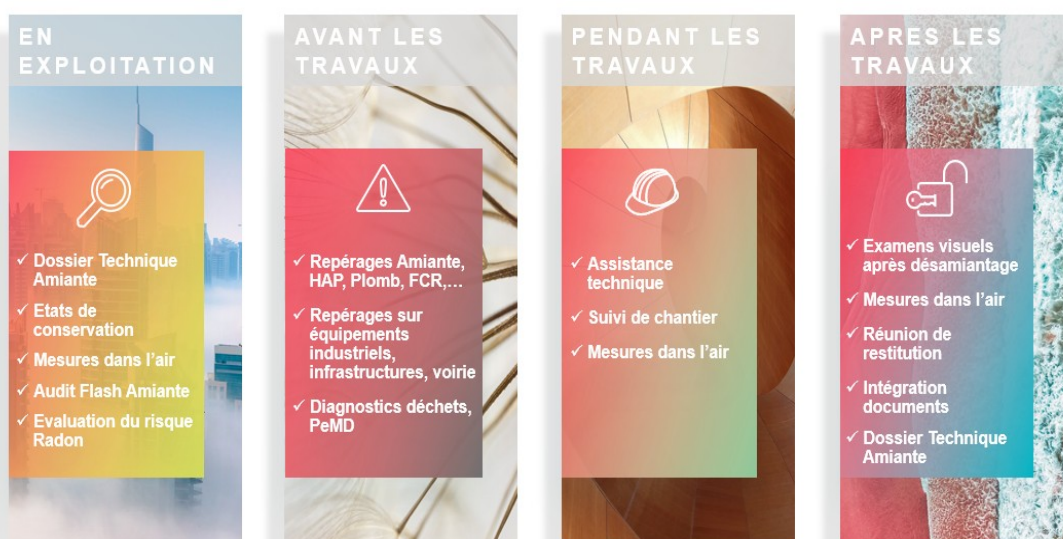 EN
EXPLOITATION
✓ Dossier Technique
Amiante
✓ Etats de
conservation
✓ Mesures dans l'air
✓ Audit Flash Amiante
✓ Evaluation du risque
Radon
AVANT LES
TRAVAUX
✓ Repérages Amiante,
HAP, Plomb, FCR,...
✓ Repérages sur
équipements
industriels,
infrastructures, voirie
✓ Diagnostics déchets,
PeMD
PENDANT LES
TRAVAUX
✓ Assistance
technique
✓ Suivi de chantier
✓ Mesures dans l'air
APRES LES
TRAVAUX
✓ Examens visuels
après désamiantage
✓ Mesures dans l'air
✓ Réunion de
restitution
✓ Intégration
documents
✓ Dossier Technique
Amiante